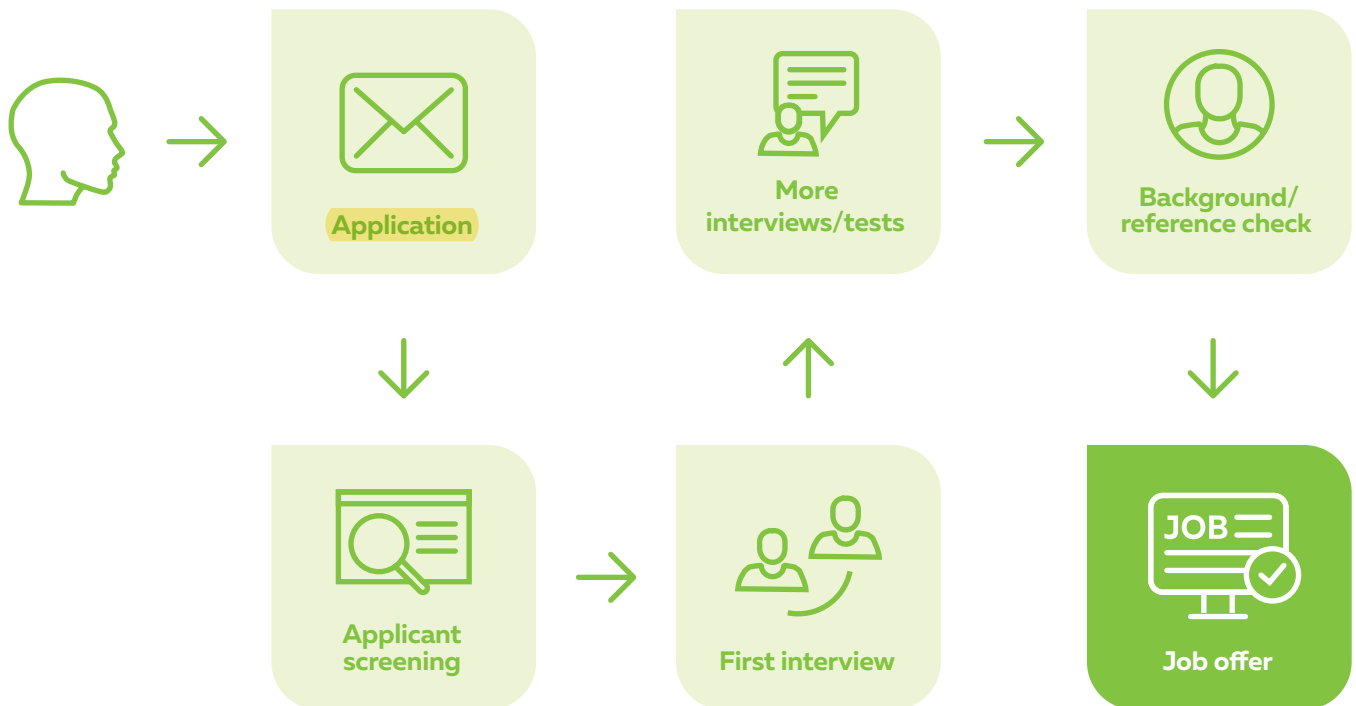 Application
Applicant
screening
First interview
More
interviews/tests
Background/
reference check
JOB
Job offer